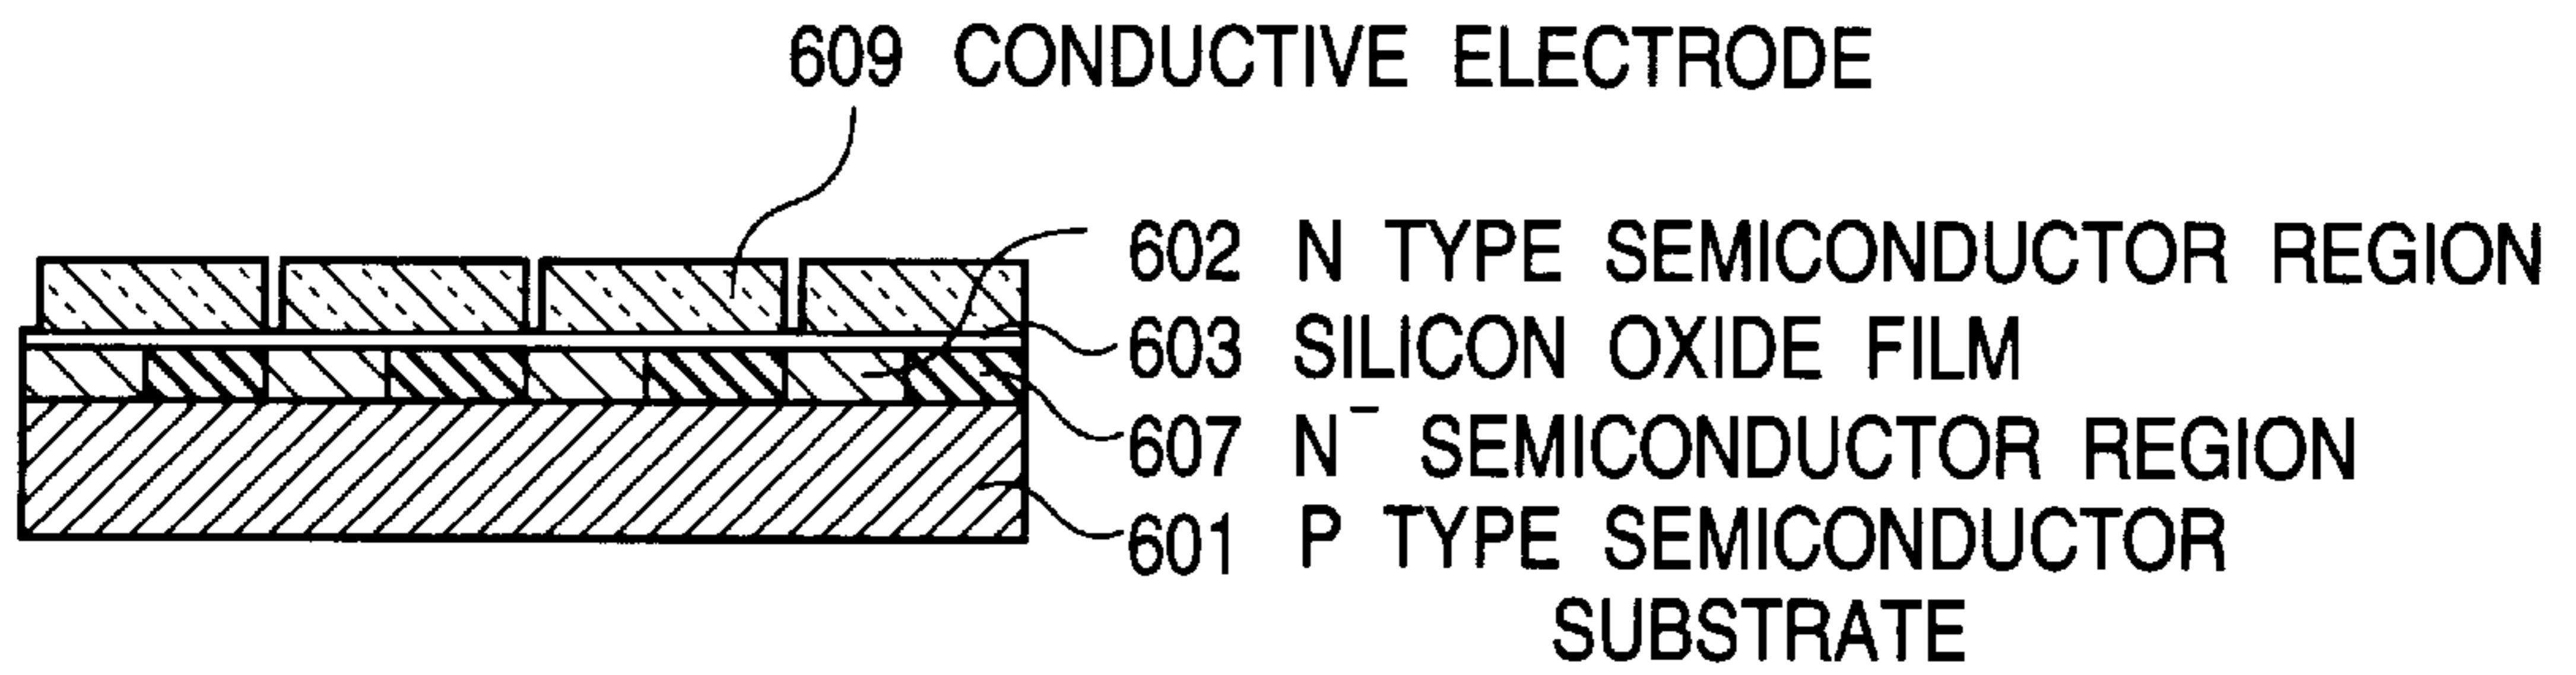 609 CONDUCTIVE ELECTRODE
602 N TYPE SEMICONDUCTOR REGION
603 SILICON OXIDE FILM
607 N⁻ SEMICONDUCTOR REGION
601 P TYPE SEMICONDUCTOR
SUBSTRATE